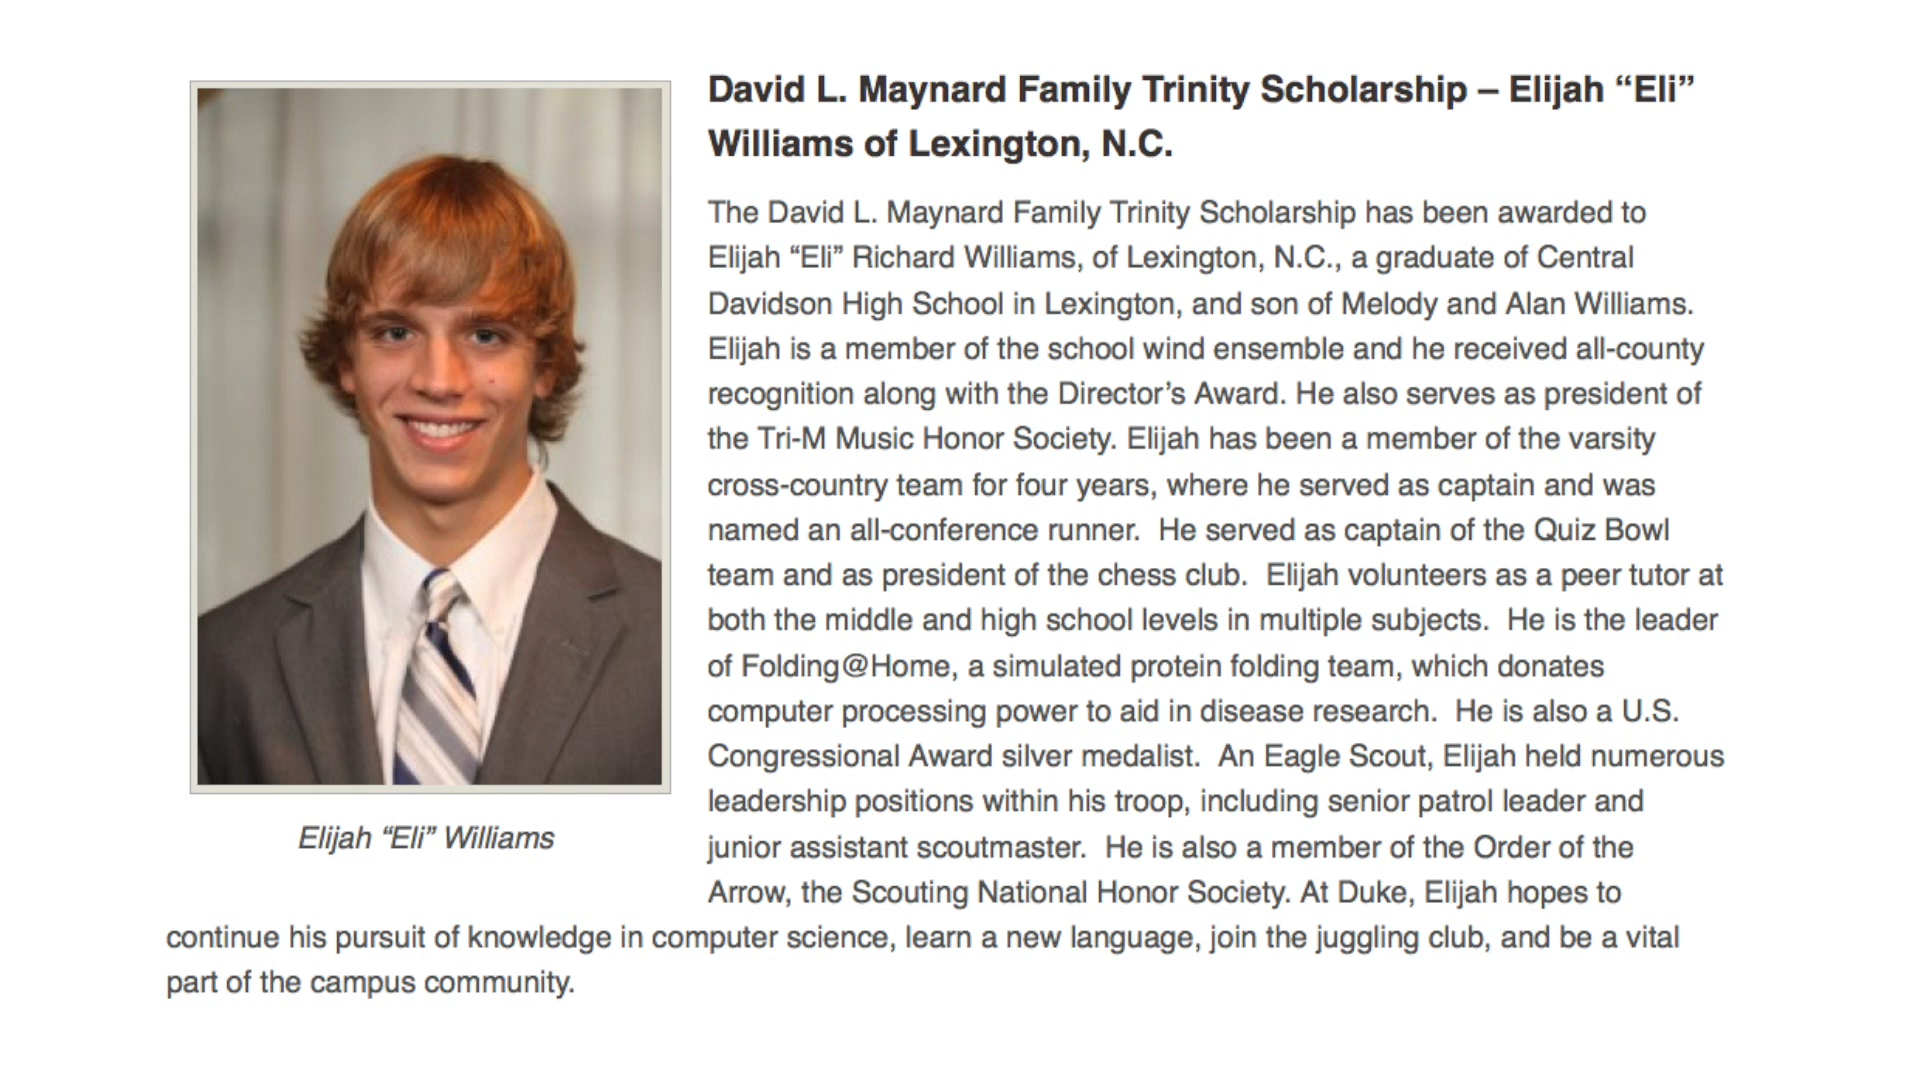 David L. Maynard Family Trinity Scholarship – Elijah “Eli”
Williams of Lexington, N.C.
The David L. Maynard Family Trinity Scholarship has been awarded to
Elijah “Eli” Richard Williams, of Lexington, N.C., a graduate of Central
Davidson High School in Lexington, and son of Melody and Alan Williams.
Elijah is a member of the school wind ensemble and he received all-county
recognition along with the Director’s Award. He also serves as president of
the Tri-M Music Honor Society. Elijah has been a member of the varsity
cross-country team for four years, where he served as captain and was
named an all-conference runner.  He served as captain of the Quiz Bowl
team and as president of the chess club.  Elijah volunteers as a peer tutor at
both the middle and high school levels in multiple subjects.  He is the leader
of Folding@Home, a simulated protein folding team, which donates
computer processing power to aid in disease research.  He is also a U.S.
Congressional Award silver medalist.  An Eagle Scout, Elijah held numerous
leadership positions within his troop, including senior patrol leader and
junior assistant scoutmaster.  He is also a member of the Order of the
Arrow, the Scouting National Honor Society. At Duke, Elijah hopes to
continue his pursuit of knowledge in computer science, learn a new language, join the juggling club, and be a vital
part of the campus community.
Elijah “Eli” Williams